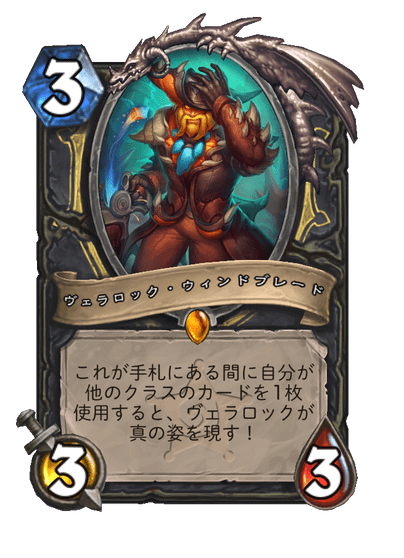 3
ヴェラロック・ウィンドブレード
これが手札にある間に自分が
他のクラスのカードを1枚
使用すると、ヴェラロックが
真の姿を現す！
3
3